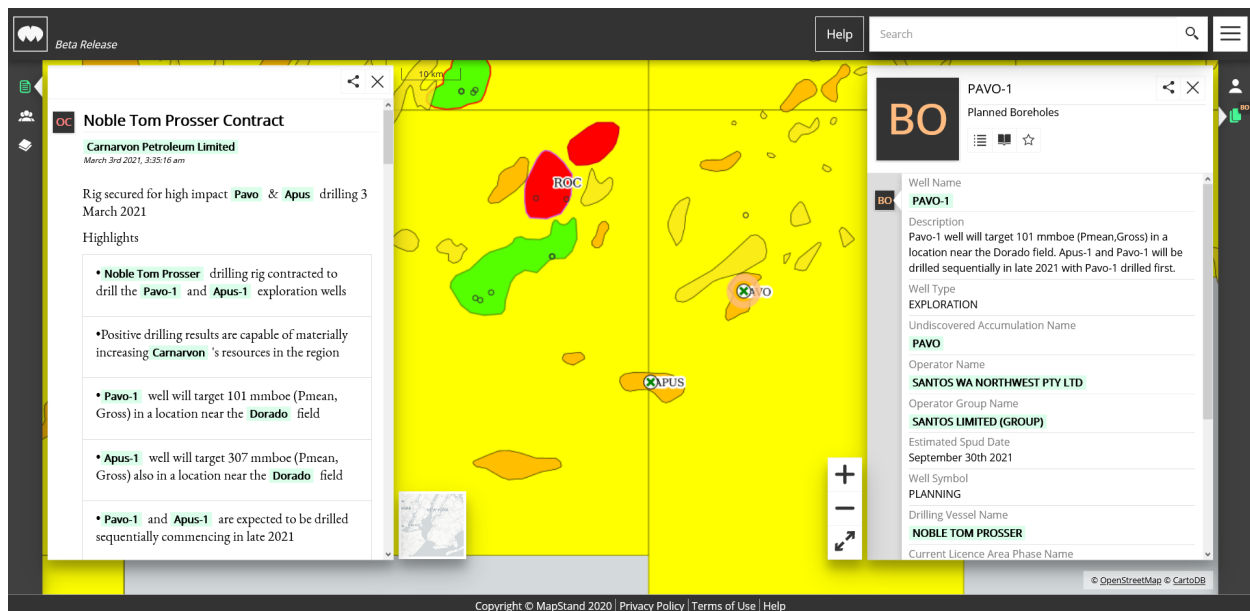 Beta Release
Help
Search
OC
Noble Tom Prosser Contract
Carnarvon Petroleum Limited
March 3rd 2021, 3:35:16 am
Rig secured for high impact Pavo & Apus drilling 3
March 2021
Highlights
• Noble Tom Prosser drilling rig contracted to
drill the Pavo-1 and Apus-1 exploration wells
•Positive drilling results are capable of materially
increasing Carnarvon 's resources in the region
• Pavo-1 well will target 101 mmboe (Pmean,
Gross) in a location near the Dorado field
• Apus-1 well will target 307 mmboe (Pmean,
Gross) also in a location near the Dorado field
• Pavo-1 and Apus-1 are expected to be drilled
sequentially commencing in late 2021
10 km
ROC
PAVO
APUS
BO
PAVO-1
Planned Boreholes
BO
BO
Well Name
PAVO-1
Description
Pavo-1 well will target 101 mmboe (Pmean,Gross) in a
location near the Dorado field. Apus-1 and Pavo-1 will be
drilled sequentially in late 2021 with Pavo-1 drilled first.
Well Type
EXPLORATION
Undiscovered Accumulation Name
PAVO
Operator Name
SANTOS WA NORTHWEST PTY LTD
Operator Group Name
SANTOS LIMITED (GROUP)
Estimated Spud Date
September 30th 2021
Well Symbol
PLANNING
Drilling Vessel Name
NOBLE TOM PROSSER
Current Licence Area Phase Name
© OpenStreetMap © CartoDB
Copyright © MapStand 2020 | Privacy Policy | Terms of Use | Help